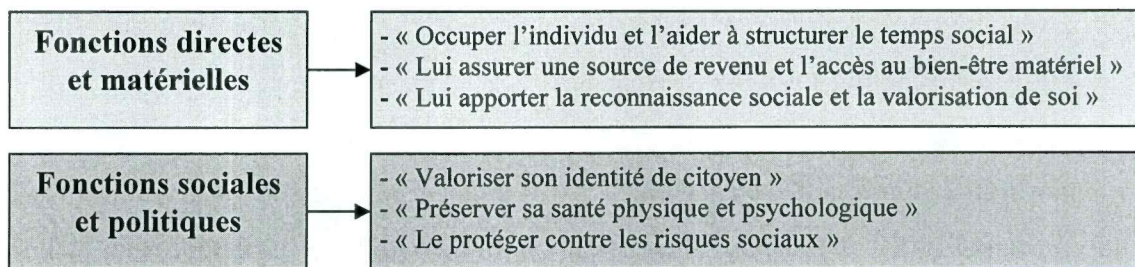 Fonctions directes
et matérielles
- « Occuper l'individu et l'aider à structurer le temps social »
- « Lui assurer une source de revenu et l'accès au bien-être matériel »
- « Lui apporter la reconnaissance sociale et la valorisation de soi »
Fonctions sociales
et politiques
- « Valoriser son identité de citoyen »
- « Préserver sa santé physique et psychologique »
- « Le protéger contre les risques sociaux »